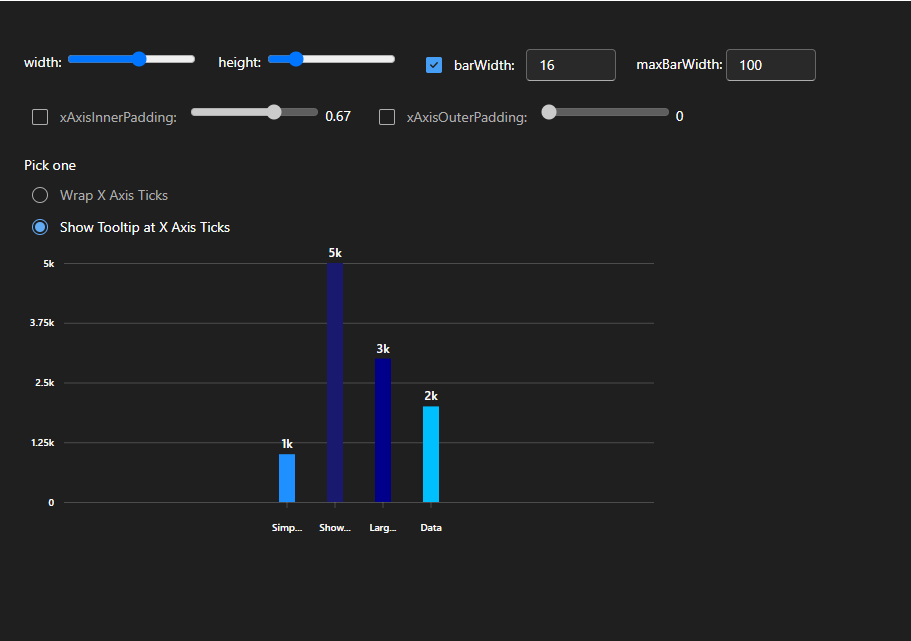 width: height: barWidth: 16 maxBarWidth: 100
xAxisInnerPadding: 0.67 xAxisOuterPadding: 0
Pick one
Wrap X Axis Ticks
Show Tooltip at X Axis Ticks
5k
5k
3.75k
3k
2.5k
2k
1.25k
1k
0
Simp... Show... Larg... Data